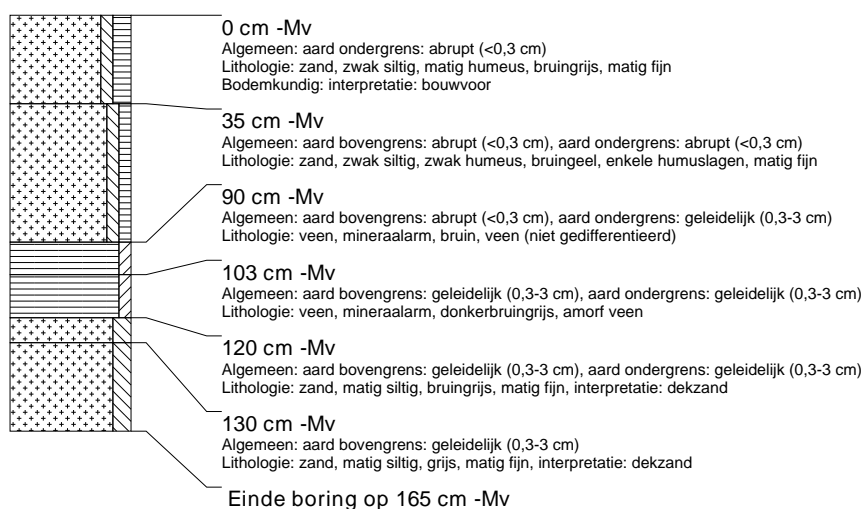 0 cm -Mv
Algemeen: aard ondergrens: abrupt (<0,3 cm)
Lithologie: zand, zwak siltig, matig humeus, bruingrijs, matig fijn
Bodemkundig: interpretatie: bouwvoor
35 cm -Mv
Algemeen: aard bovengrens: abrupt (<0,3 cm), aard ondergrens: abrupt (<0,3 cm)
Lithologie: zand, zwak siltig, zwak humeus, bruingeel, enkele humuslagen, matig fijn
90 cm -Mv
Algemeen: aard bovengrens: abrupt (<0,3 cm), aard ondergrens: geleidelijk (0,3-3 cm)
Lithologie: veen, mineraalarm, bruin, veen (niet gedifferentieerd)
103 cm -Mv
Algemeen: aard bovengrens: geleidelijk (0,3-3 cm), aard ondergrens: geleidelijk (0,3-3 cm)
Lithologie: veen, mineraalarm, donkerbruingrijs, amorf veen
120 cm -Mv
Algemeen: aard bovengrens: geleidelijk (0,3-3 cm), aard ondergrens: geleidelijk (0,3-3 cm)
Lithologie: zand, matig siltig, bruingrijs, matig fijn, interpretatie: dekzand
130 cm -Mv
Algemeen: aard bovengrens: geleidelijk (0,3-3 cm)
Lithologie: zand, matig siltig, grijs, matig fijn, interpretatie: dekzand
Einde boring op 165 cm -Mv